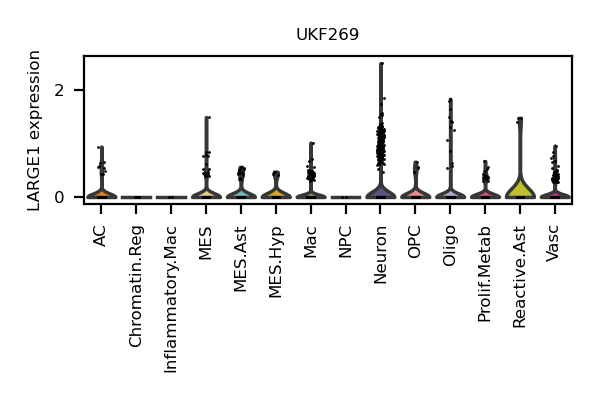 UKF269
LARGE1 expression
2
0
AC
Chromatin.Reg
Inflammatory.Mac
MES
MES.Ast
MES.Hyp
Mac
NPC
Neuron
OPC
Oligo
Prolif.Metab
Reactive.Ast
Vasc